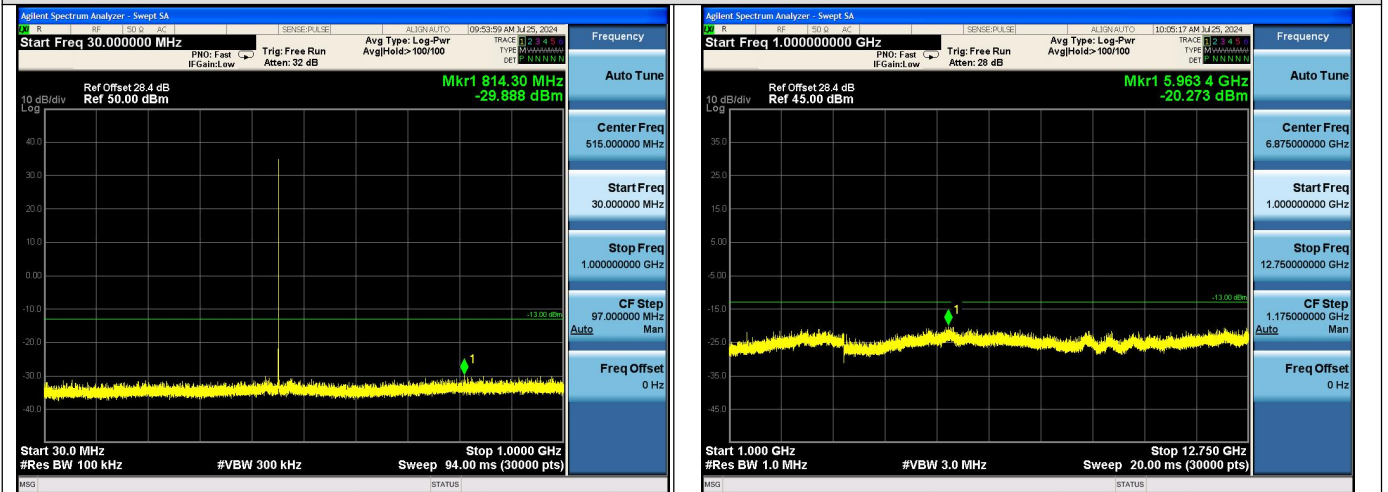 Agilent Spectrum Analyzer - Swept SA
R RF 50 Ω AC SENSE:PULSE ALIGN AUTO 09:53:59 AM Jul 25, 2024
Start Freq 30.000000 MHz
PNO: Fast
IFGain:Low
Trig: Free Run
Atten: 32 dB
Avg Type: Log-Pwr
Avg|Hold:>100/100
TRACE 1 2 3 4 5 6
TYPE
DET P N N N N N
Mkr1 814.30 MHz
-29.888 dBm
Ref Offset 28.4 dB
10 dB/div Ref 50.00 dBm
Log
40.0
30.0
20.0
10.0
0.00
-10.0
-13.00 dBm
-20.0
1
-30.0
-40.0
Start 30.0 MHz Stop 1.0000 GHz
#Res BW 100 kHz #VBW 300 kHz Sweep 94.00 ms (30000 pts)
MSG STATUS
Frequency
Auto Tune
Center Freq
515.000000 MHz
Start Freq
30.000000 MHz
Stop Freq
1.000000000 GHz
CF Step
97.000000 MHz
Auto Man
Freq Offset
0 Hz
Agilent Spectrum Analyzer - Swept SA
R RF 50 Ω AC SENSE:PULSE ALIGN AUTO 10:05:17 AM Jul 25, 2024
Start Freq 1.000000000 GHz
PNO: Fast
IFGain:Low
Trig: Free Run
Atten: 28 dB
Avg Type: Log-Pwr
Avg|Hold:>100/100
TRACE 1 2 3 4 5 6
TYPE
DET P N N N N N
Mkr1 5.963 4 GHz
-20.273 dBm
Ref Offset 28.4 dB
10 dB/div Ref 45.00 dBm
Log
35.0
25.0
15.0
5.00
-5.00
-13.00 dBm
-15.0
1
-25.0
-35.0
-45.0
Start 1.000 GHz Stop 12.750 GHz
#Res BW 1.0 MHz #VBW 3.0 MHz Sweep 20.00 ms (30000 pts)
MSG STATUS
Frequency
Auto Tune
Center Freq
6.875000000 GHz
Start Freq
1.000000000 GHz
Stop Freq
12.750000000 GHz
CF Step
1.175000000 GHz
Auto Man
Freq Offset
0 Hz